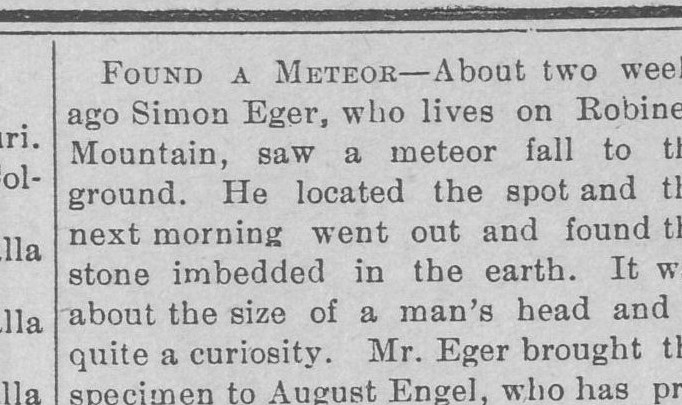 FOUND A METEOR—About two week
ago Simon Eger, who lives on Robine
Mountain, saw a meteor fall to th
ground. He located the spot and th
next morning went out and found th
stone imbedded in the earth. It w
about the size of a man's head and
quite a curiosity. Mr. Eger brought th
specimen to August Engel, who has pr
uri.
ol-
lla
lla
lla